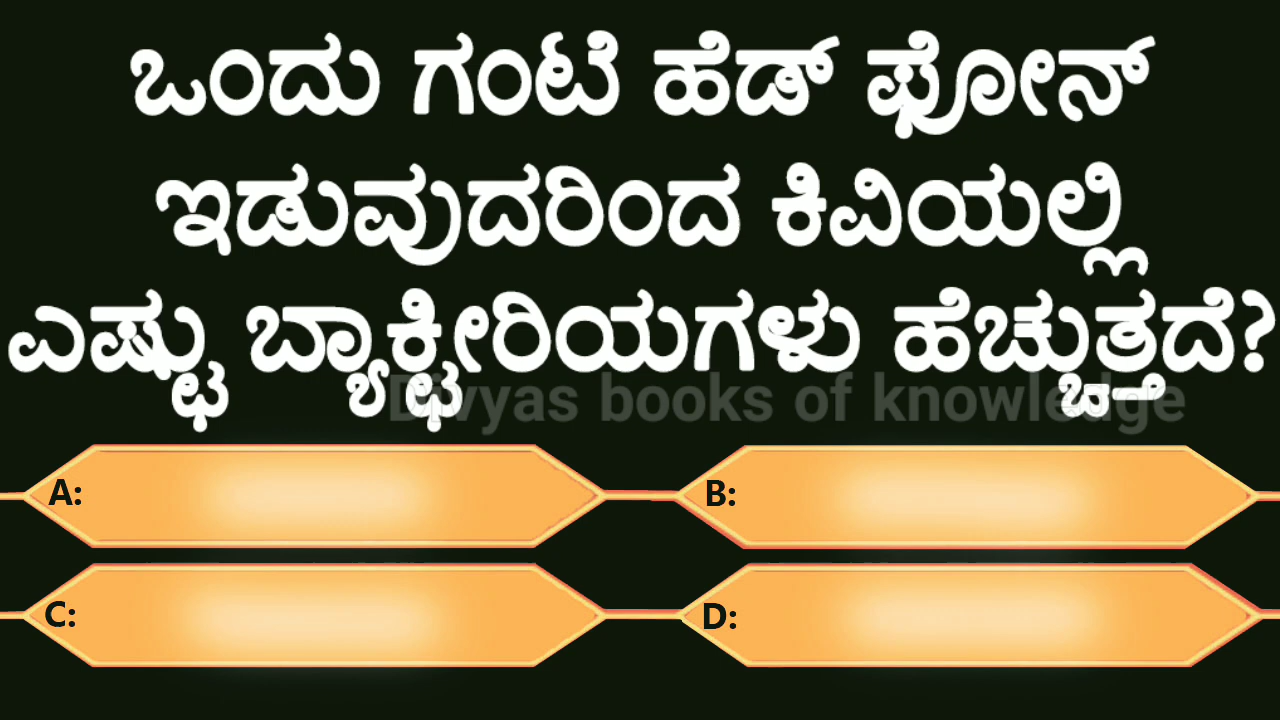 ಒಂದು ಗಂಟೆ ಹೆಡ್ ಫೋನ್
ಇಡುವುದರಿಂದ ಕಿವಿಯಲ್ಲಿ
ಎಷ್ಟು ಬ್ಯಾಕ್ಟೀರಿಯಗಳು ಹೆಚ್ಚುತ್ತದೆ?
Divyas books of knowledge
A:
B:
C:
D: